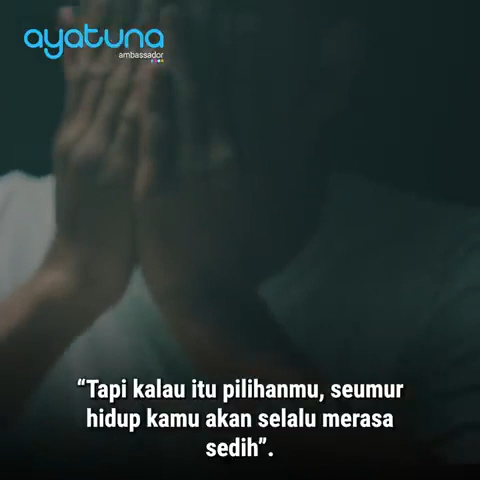 ayatuna
ambassador
“Tapi kalau itu pilihanmu, seumur
hidup kamu akan selalu merasa
sedih”.